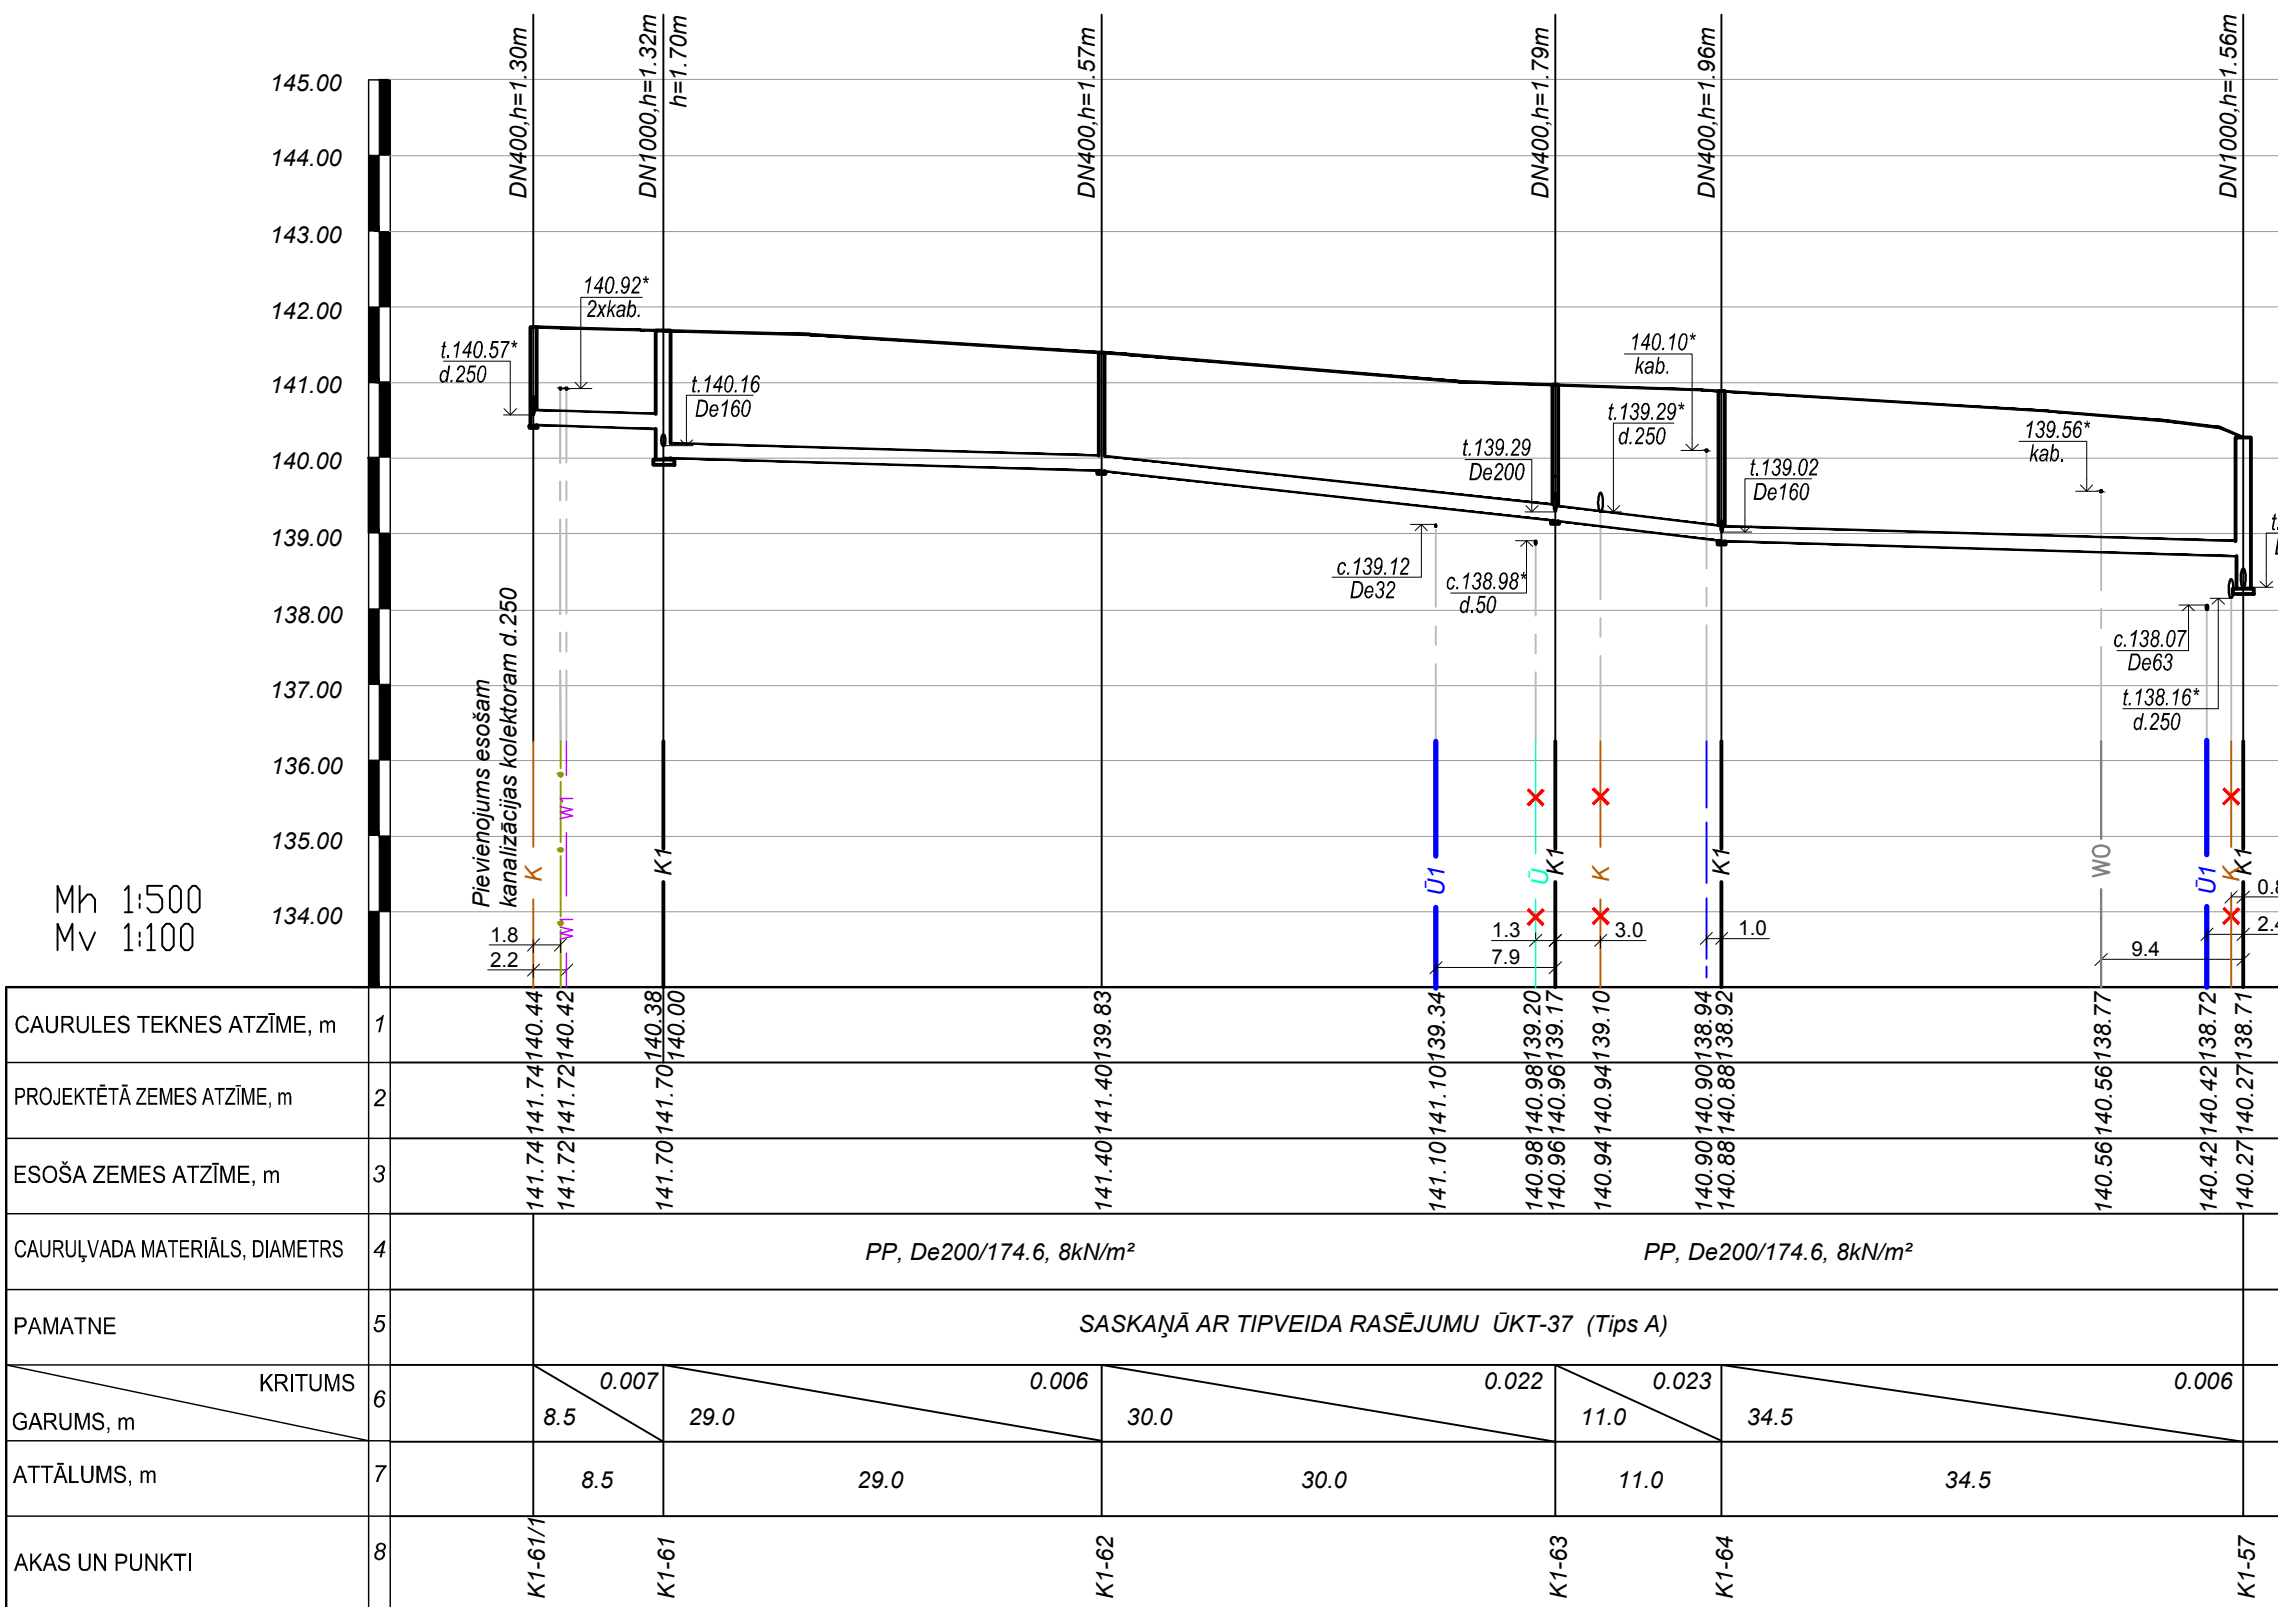 DN400,h=1.30m
DN1000,h=1.32m
h=1.70m
DN400,h=1.57m
DN400,h=1.79m
DN400,h=1.96m
DN1000,h=1.56m
145.00
144.00
143.00
142.00
141.00
140.00
139.00
138.00
137.00
136.00
135.00
134.00
t.140.57*
d.250
140.92*
2xkab.
t.140.16
De160
c.139.12
De32
t.139.29
De200
c.138.98*
d.50
t.139.29*
d.250
140.10*
kab.
t.139.02
De160
139.56*
kab.
c.138.07
De63
t.138.16*
d.250
t.
Pievienojums esošam
kanalizācijas kolektoram d.250
K
W1
W1
K1
Ū1
Ū
K1
K
K1
WO
Ū1
K
K1
1.8
2.2
1.3
3.0
7.9
1.0
9.4
0.8
2.4
Mh 1:500
Mv 1:100
CAURULES TEKNES ATZĪME, m 1 140.44 140.42 140.38 140.00 139.83 139.34 139.20 139.17 139.10 138.94 138.92 138.77 138.72 138.71
PROJEKTĒTĀ ZEMES ATZĪME, m 2 141.74 141.72 141.70 141.40 141.10 140.98 140.96 140.94 140.90 140.88 140.56 140.42 140.27
ESOŠA ZEMES ATZĪME, m 3 141.74 141.72 141.70 141.40 141.10 140.98 140.96 140.94 140.90 140.88 140.56 140.42 140.27
CAURUĻVADA MATERIĀLS, DIAMETRS 4 PP, De200/174.6, 8kN/m² PP, De200/174.6, 8kN/m²
PAMATNE 5 SASKAŅĀ AR TIPVEIDA RASĒJUMU ŪKT-37 (Tips A)
KRITUMS 6 0.007 0.006 0.022 0.023 0.006
GARUMS, m 8.5 29.0 30.0 11.0 34.5
ATTĀLUMS, m 7 8.5 29.0 30.0 11.0 34.5
AKAS UN PUNKTI 8 K1-61/1 K1-61 K1-62 K1-63 K1-64 K1-57